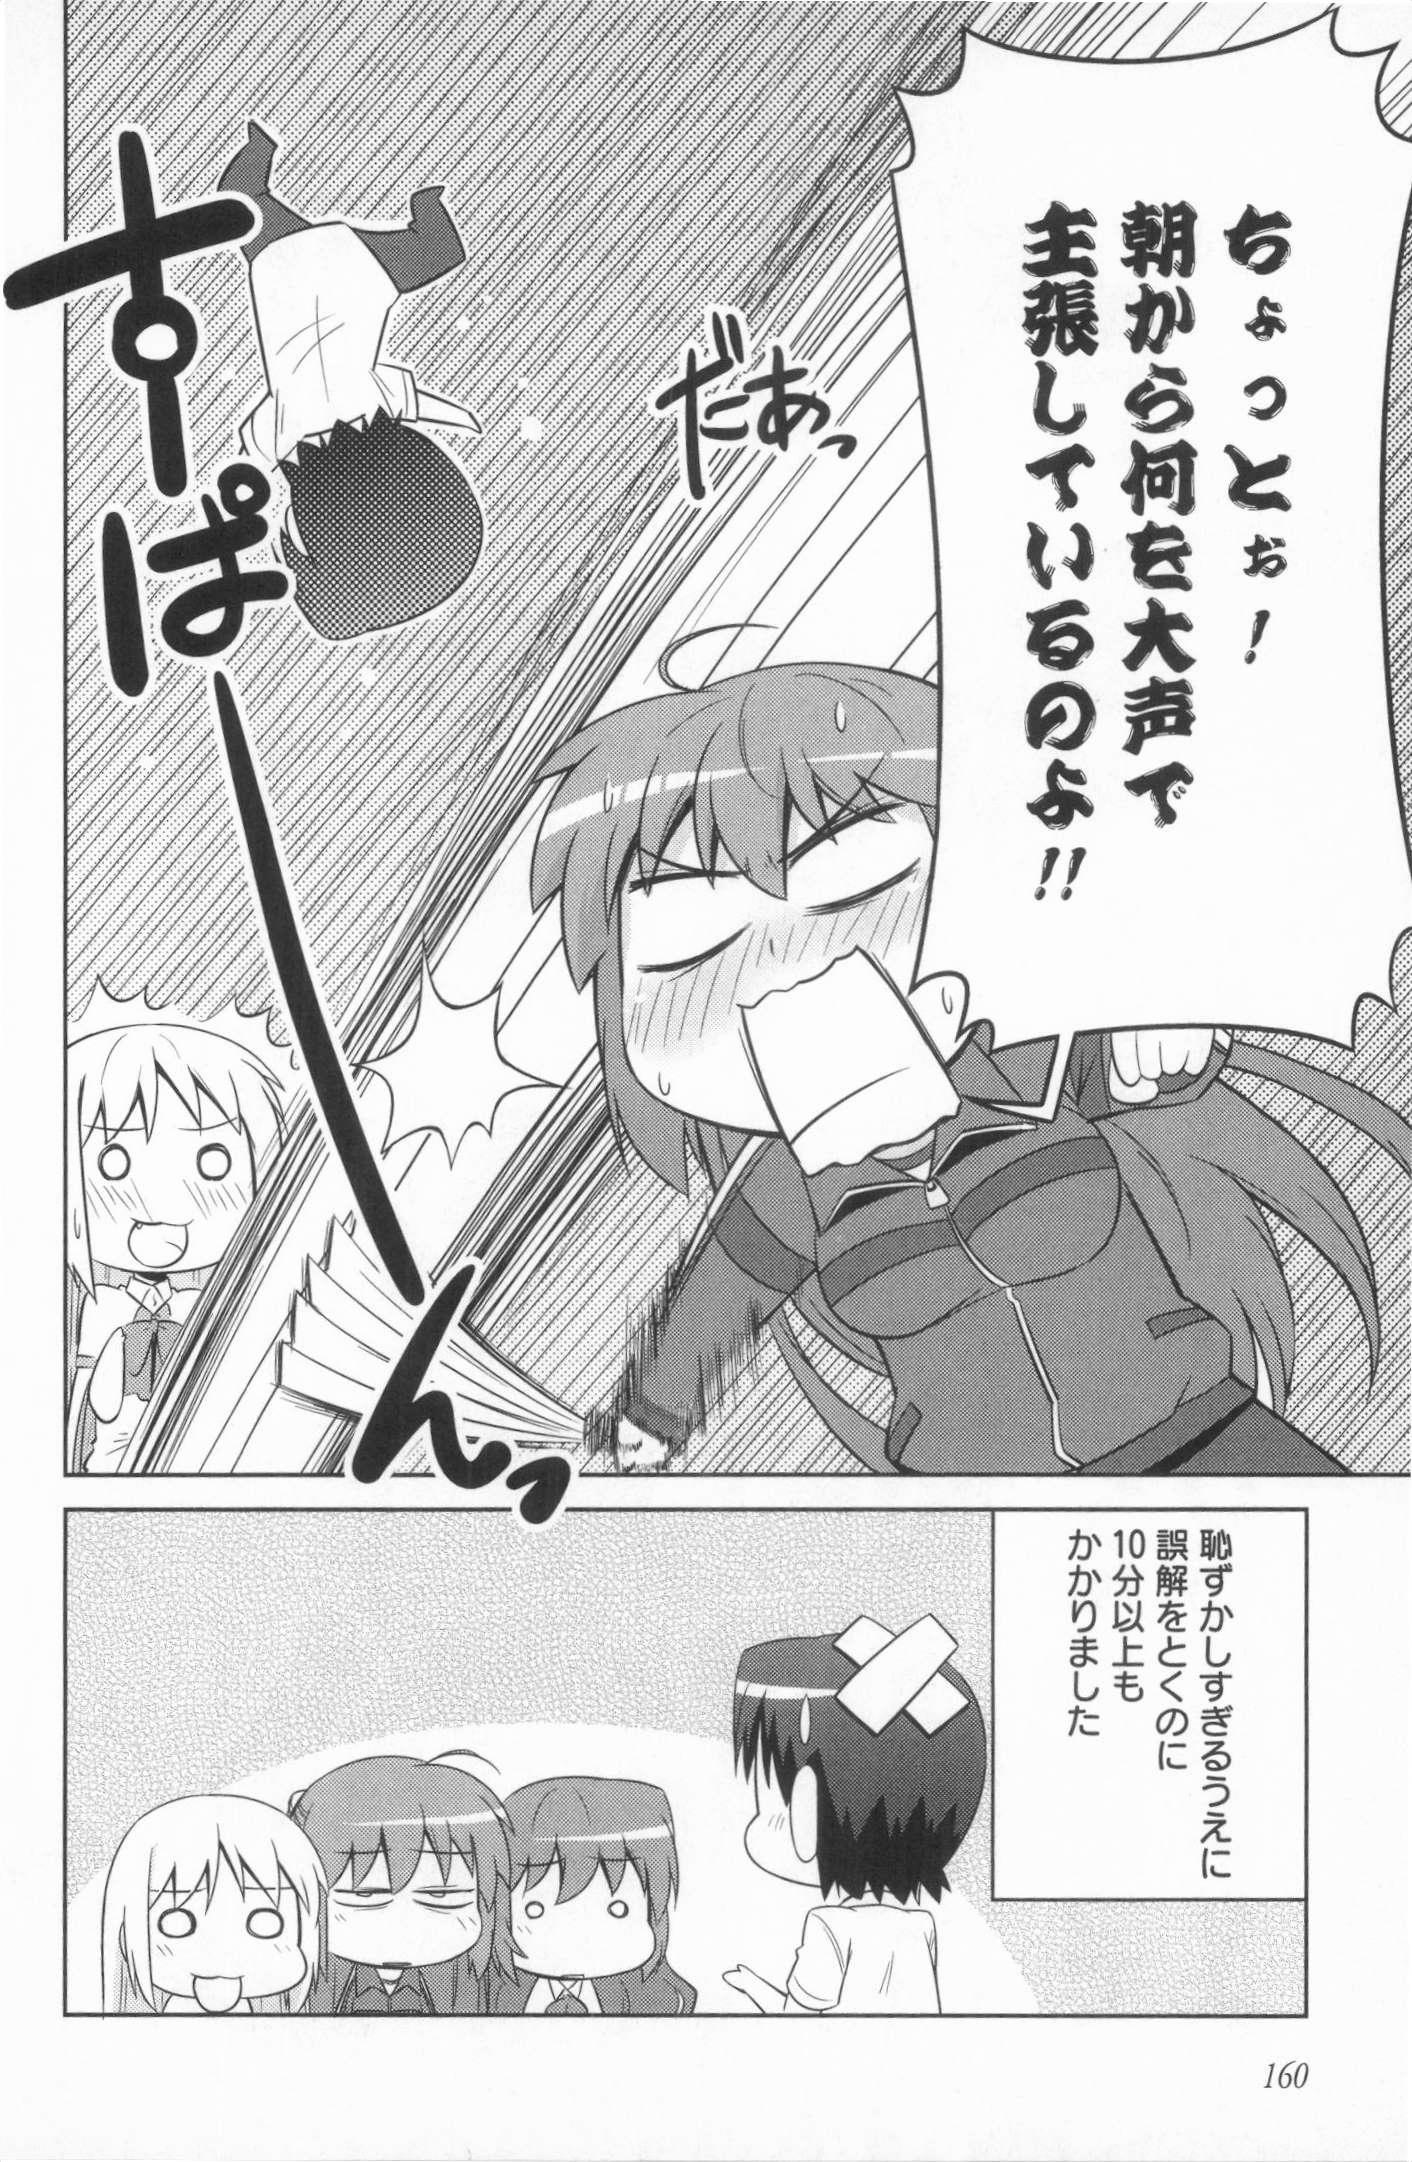 ちょっとぉ!
朝から何を大声で
主張しているのよ!!
だあっ
すぱーんっ
恥ずかしすぎるうえに
誤解をとくのに
10分以上も
かかりました
160